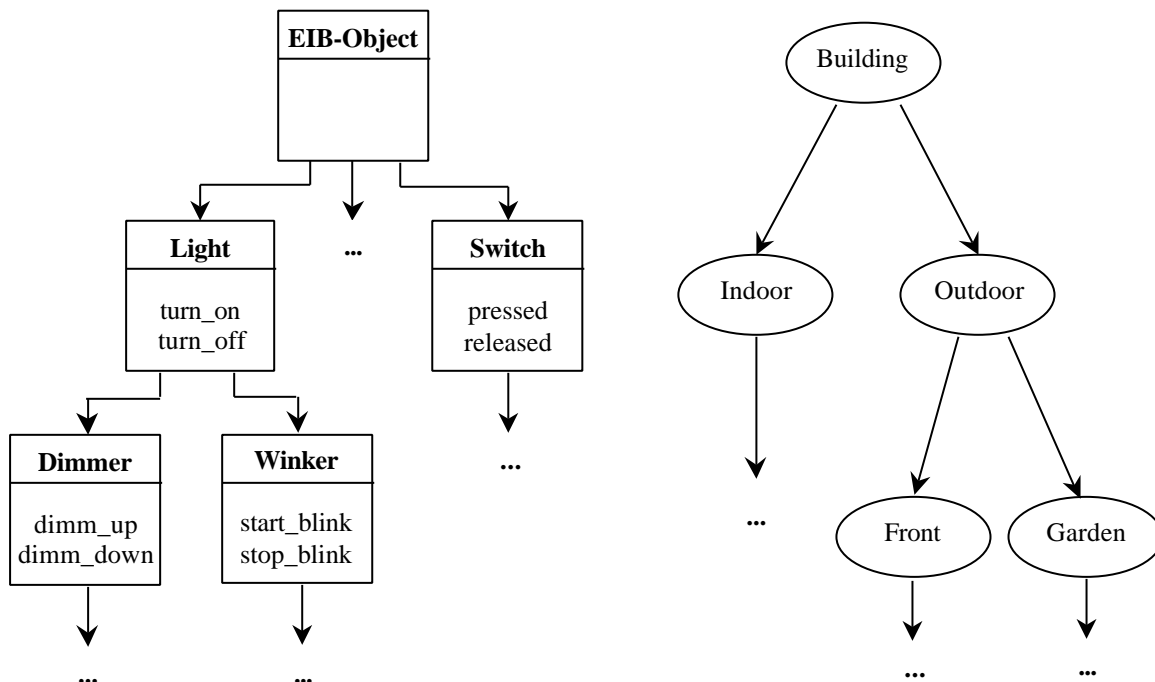 EIB-Object
Light
turn_on
turn_off
...
Switch
pressed
released
Dimmer
dimm_up
dimm_down
Winker
start_blink
stop_blink
...
...
...
Building
Indoor
Outdoor
...
Front
Garden
...
...